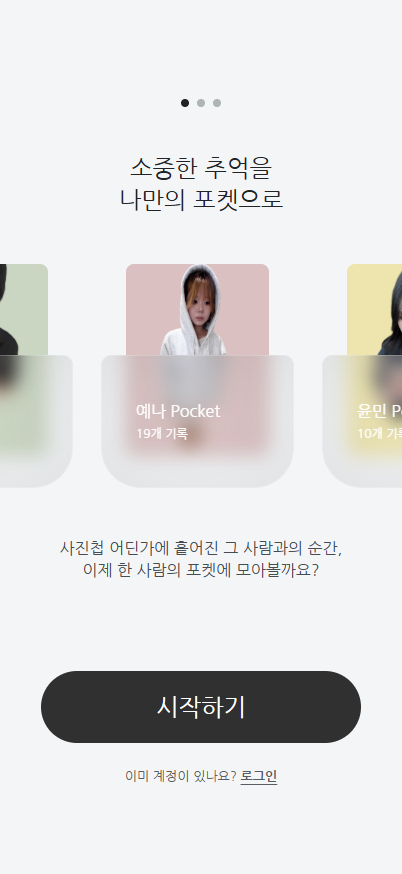 소중한 추억을
나만의 포켓으로
예나 Pocket
19개 기록
윤민
10개
사진첩 어딘가에 흩어진 그 사람과의 순간,
이제 한 사람의 포켓에 모아볼까요?
시작하기
이미 계정이 있나요? 로그인